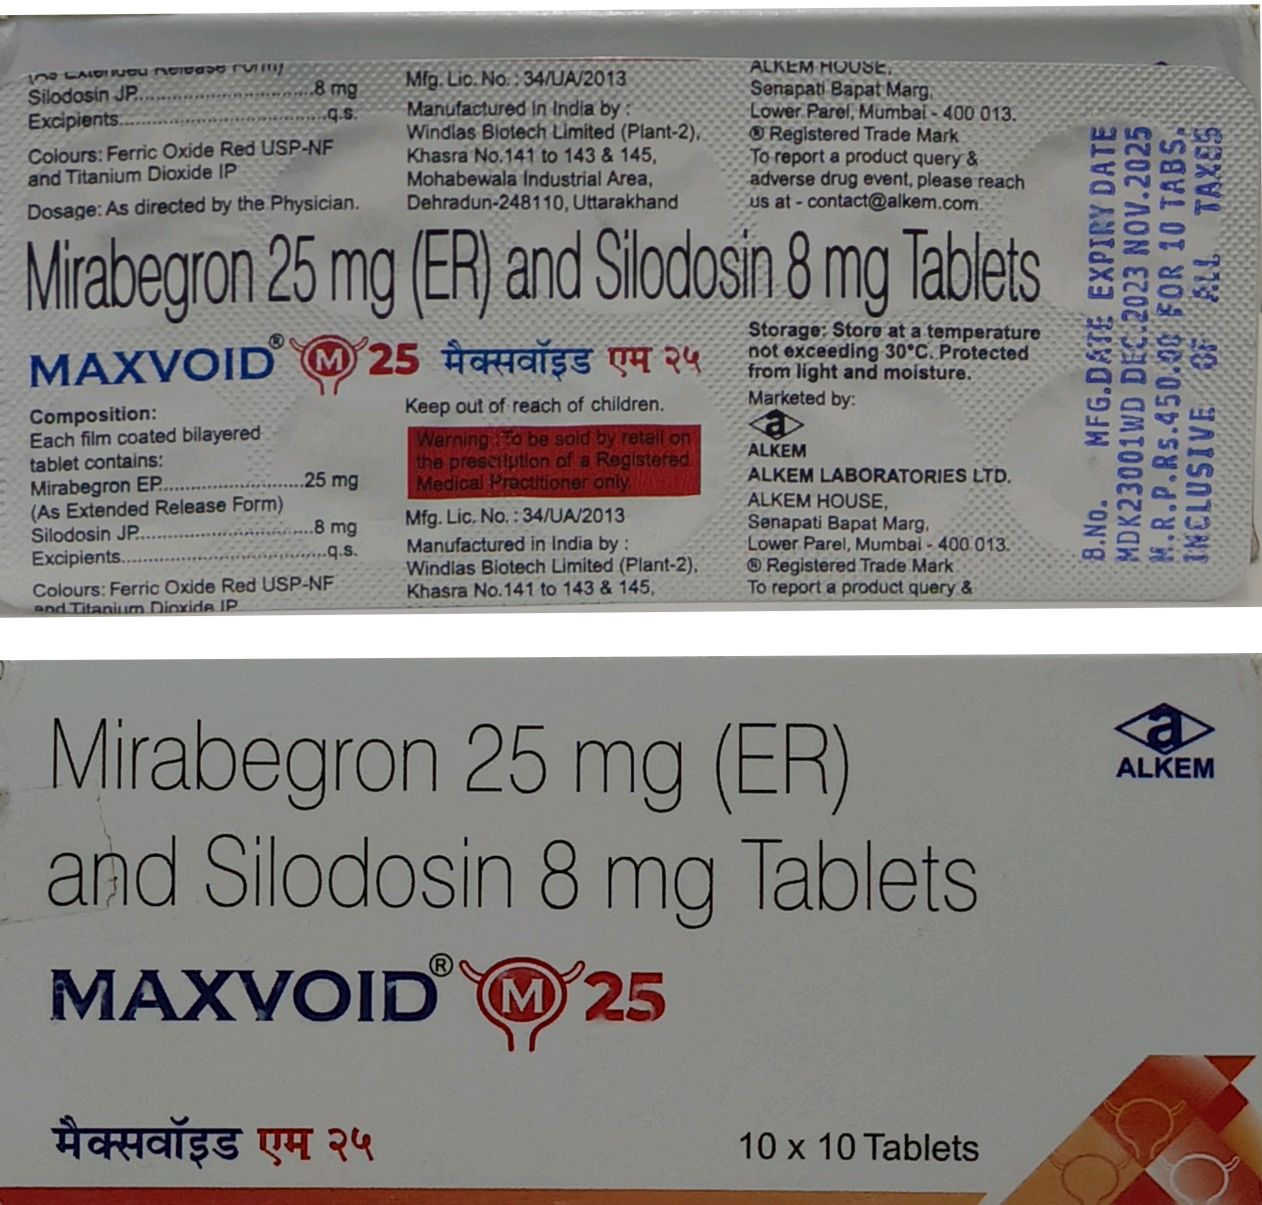 (As Extended Release Form)
Silodosin JP..............................8 mg
Excipients...................................q.s.
Colours: Ferric Oxide Red USP-NF
and Titanium Dioxide IP
Dosage: As directed by the Physician.
Mfg. Lic. No. : 34/UA/2013
Manufactured in India by :
Windlas Biotech Limited (Plant-2),
Khasra No.141 to 143 & 145,
Mohabewala Industrial Area,
Dehradun-248110, Uttarakhand
ALKEM HOUSE,
Senapati Bapat Marg,
Lower Parel, Mumbai - 400 013.
® Registered Trade Mark
To report a product query &
adverse drug event, please reach
us at - contact@alkem.com
Mirabegron 25 mg (ER) and Silodosin 8 mg Tablets
MAXVOID® M 25 मैक्सवॉइड एम २५
Composition:
Each film coated bilayered
tablet contains:
Mirabegron EP........................25 mg
(As Extended Release Form)
Silodosin JP..............................8 mg
Excipients...................................q.s.
Colours: Ferric Oxide Red USP-NF
and Titanium Dioxide IP
Keep out of reach of children.
Warning : To be sold by retail on
the prescription of a Registered
Medical Practitioner only.
Mfg. Lic. No. : 34/UA/2013
Manufactured in India by :
Windlas Biotech Limited (Plant-2),
Khasra No.141 to 143 & 145,
Storage: Store at a temperature
not exceeding 30°C. Protected
from light and moisture.
Marketed by:
a
ALKEM
ALKEM LABORATORIES LTD.
ALKEM HOUSE,
Senapati Bapat Marg,
Lower Parel, Mumbai - 400 013.
® Registered Trade Mark
To report a product query &
B.No. MFG.DATE EXPIRY DATE
MDK23001WD DEC.2023 NOV.2025
M.R.P.Rs.450.00 FOR 10 TABS,
INCLUSIVE OF ALL TAXES
Mirabegron 25 mg (ER)
and Silodosin 8 mg Tablets
a
ALKEM
MAXVOID® M 25
मैक्सवॉइड एम २५
10 x 10 Tablets